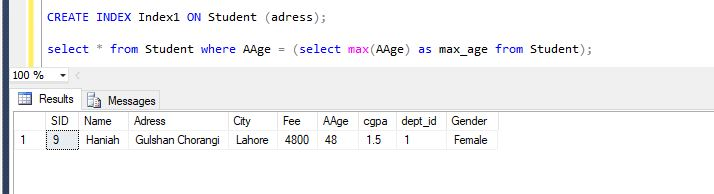 CREATE INDEX Index1 ON Student (adress);
select * from Student where AAge = (select max(AAge) as max_age from Student);
100 %
Results Messages
SID Name Adress City Fee AAge cgpa dept_id Gender
1 9 Haniah Gulshan Chorangi Lahore 4800 48 1.5 1 Female